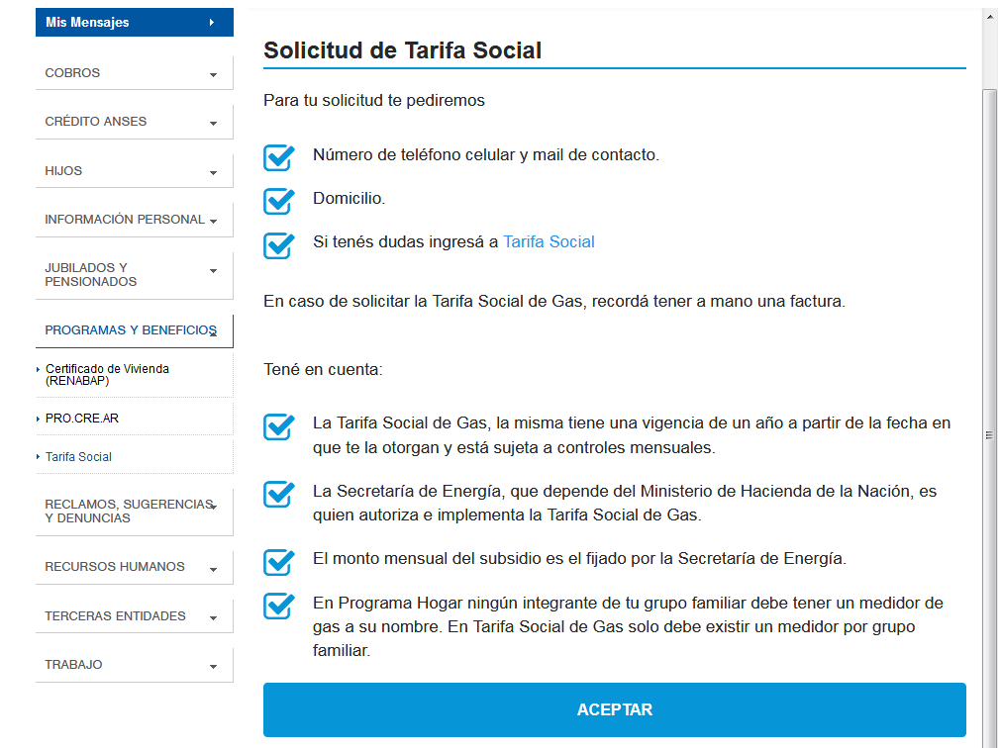 Mis Mensajes
COBROS
CRÉDITO ANSES
HIJOS
INFORMACIÓN PERSONAL
JUBILADOS Y
PENSIONADOS
PROGRAMAS Y BENEFICIOS
Certificado de Vivienda
(RENABAP)
PRO.CRE.AR
Tarifa Social
RECLAMOS, SUGERENCIAS
Y DENUNCIAS
RECURSOS HUMANOS
TERCERAS ENTIDADES
TRABAJO
Solicitud de Tarifa Social
Para tu solicitud te pediremos
Número de teléfono celular y mail de contacto.
Domicilio.
Si tenés dudas ingresá a Tarifa Social
En caso de solicitar la Tarifa Social de Gas, recordá tener a mano una factura.
Tené en cuenta:
La Tarifa Social de Gas, la misma tiene una vigencia de un año a partir de la fecha en
que te la otorgan y está sujeta a controles mensuales.
La Secretaría de Energía, que depende del Ministerio de Hacienda de la Nación, es
quien autoriza e implementa la Tarifa Social de Gas.
El monto mensual del subsidio es el fijado por la Secretaría de Energía.
En Programa Hogar ningún integrante de tu grupo familiar debe tener un medidor de
gas a su nombre. En Tarifa Social de Gas solo debe existir un medidor por grupo
familiar.
ACEPTAR